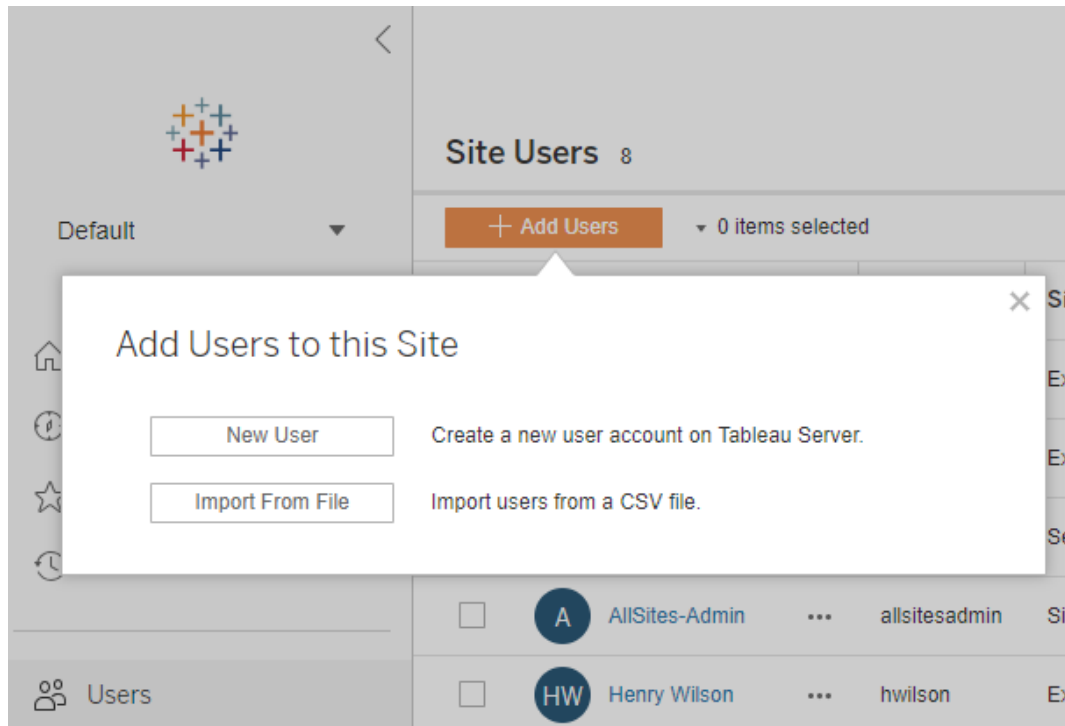 Site Users 8
Default
+ Add Users
0 items selected
Add Users to this Site
New User
Create a new user account on Tableau Server.
Import From File
Import users from a CSV file.
A
AllSites-Admin
allsitesadmin
HW
Henry Wilson
hwilson
Users